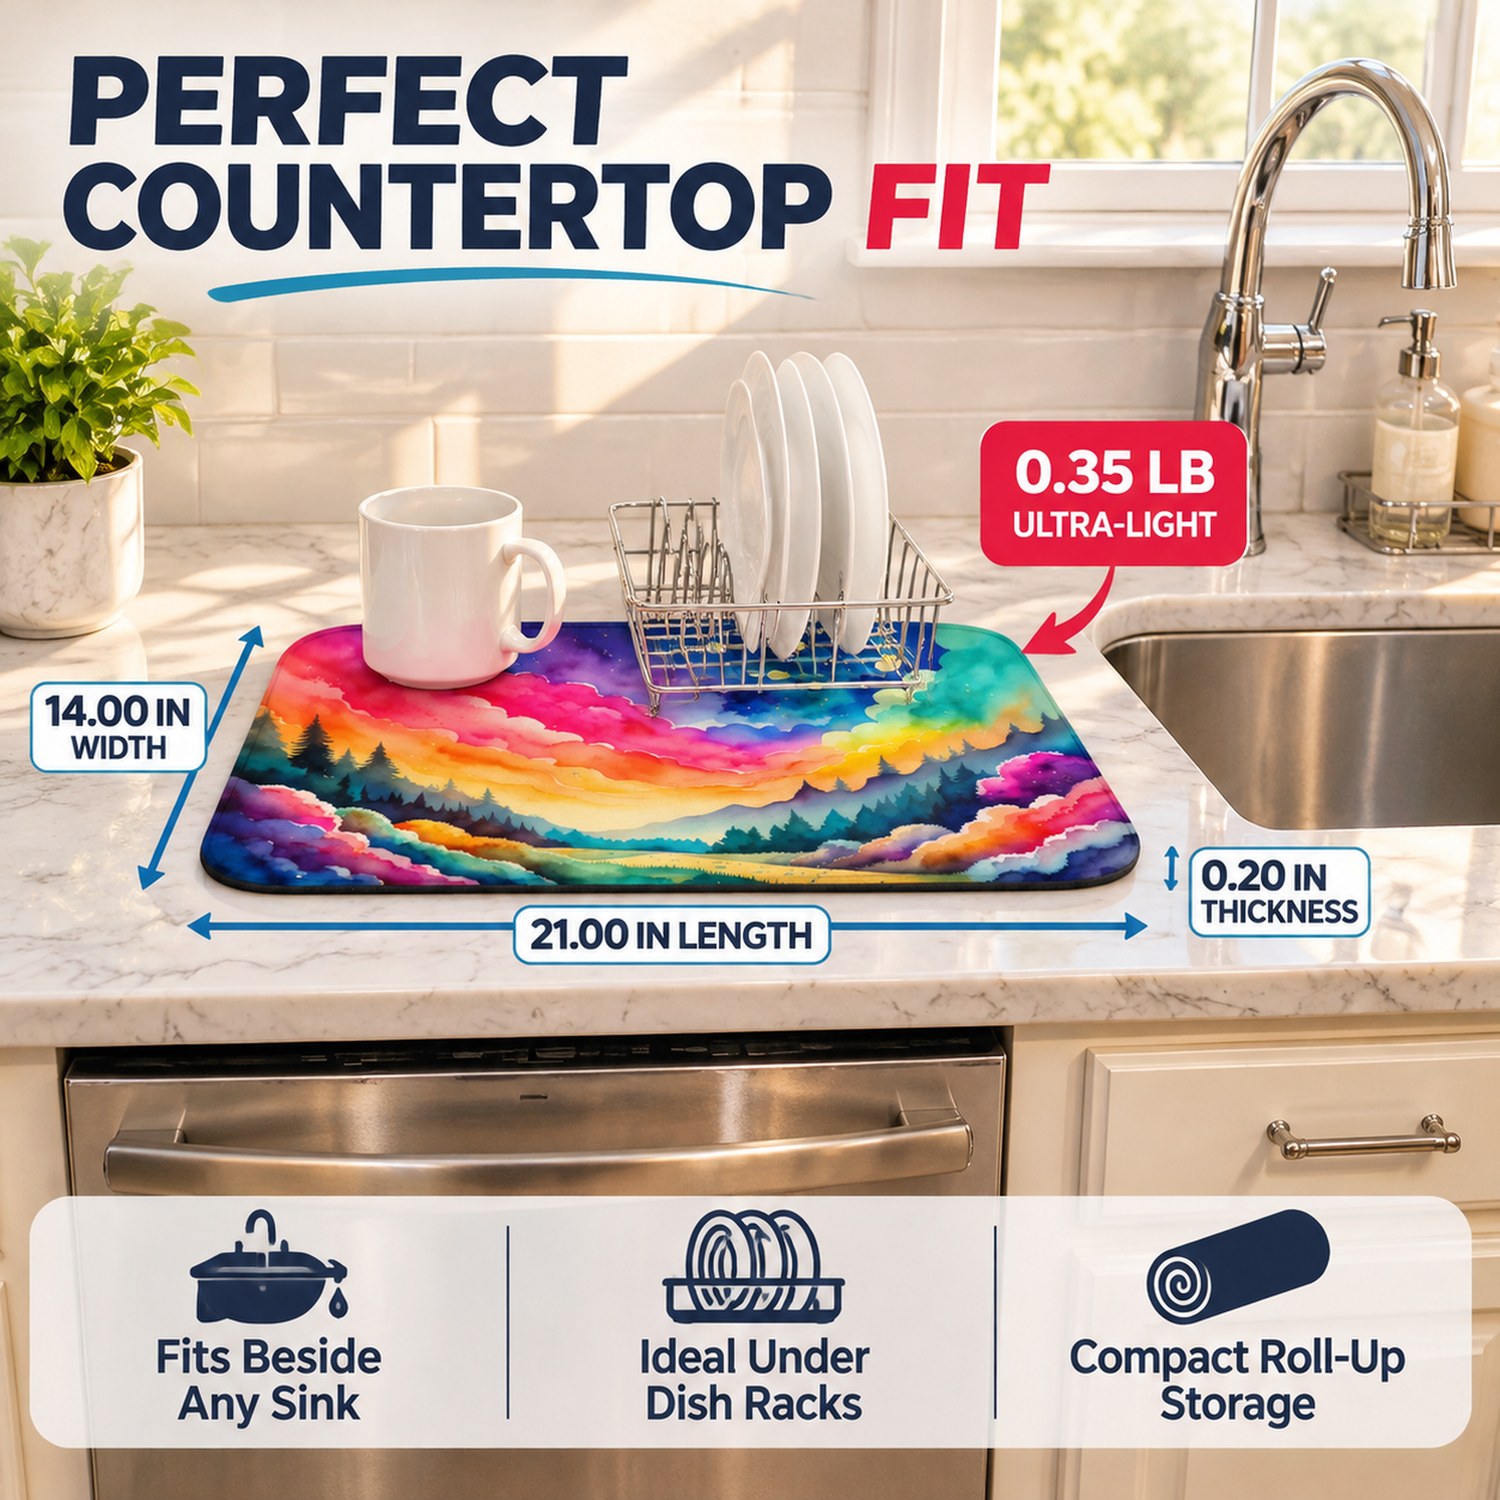 PERFECT
COUNTERTOP FIT
0.35 LB
ULTRA-LIGHT
14.00 IN
WIDTH
0.20 IN
THICKNESS
21.00 IN LENGTH
Fits Beside
Any Sink
Ideal Under
Dish Racks
Compact Roll-Up
Storage